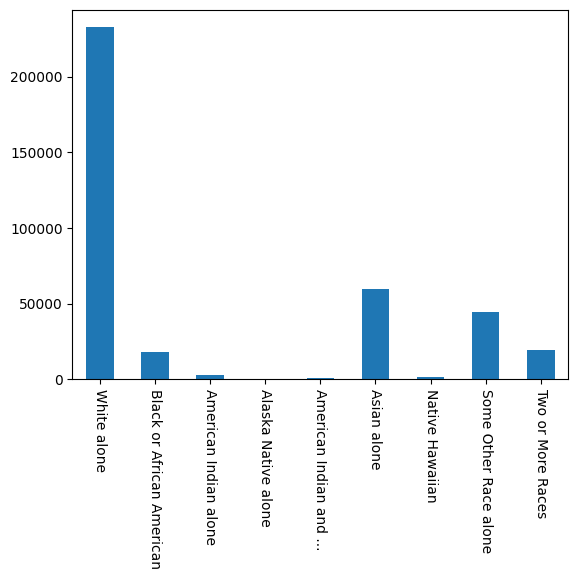 200000
150000
100000
50000
0
White alone
Black or African American
American Indian alone
Alaska Native alone
American Indian and ...
Asian alone
Native Hawaiian
Some Other Race alone
Two or More Races